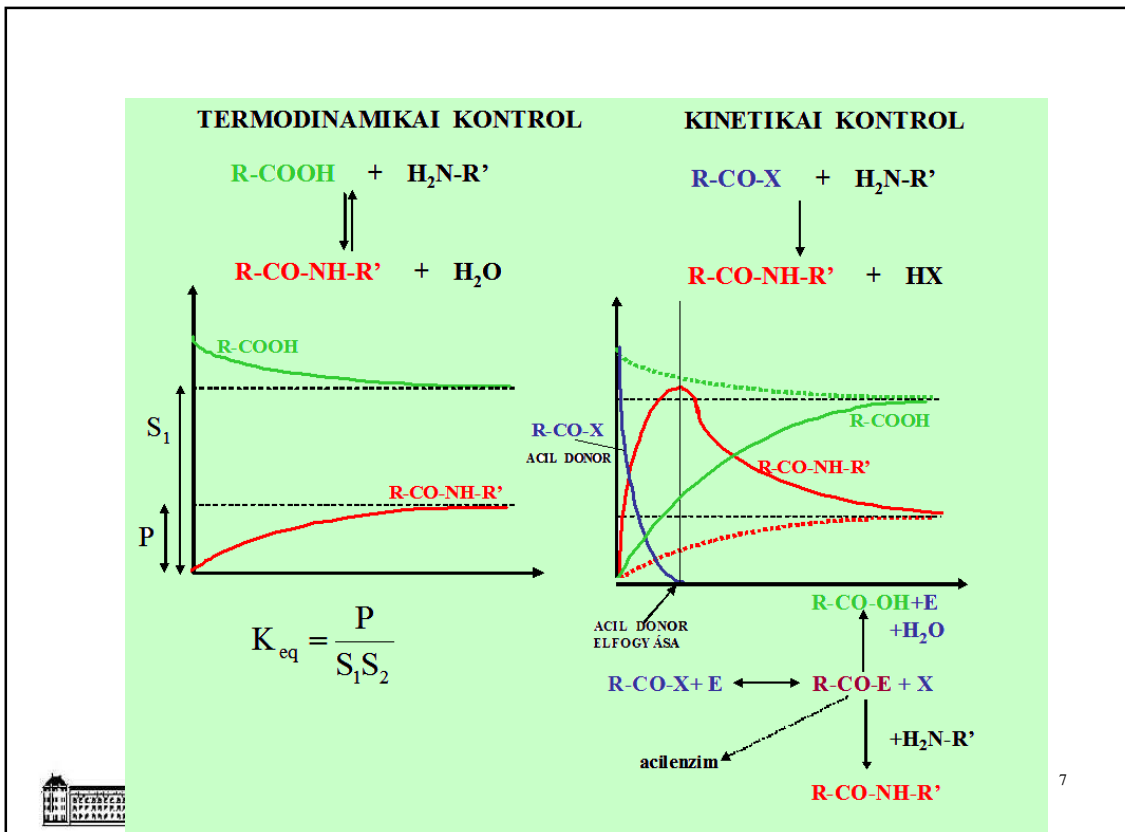 TERMODINAMIKAI KONTROL
R-COOH + H₂N-R’
R-CO-NH-R’ + H₂O
R-COOH
S₁
R-CO-NH-R’
P
K_eq = P / S₁S₂
KINETIKAI KONTROL
R-CO-X + H₂N-R’
R-CO-NH-R’ + HX
R-CO-X
ACIL DONOR
R-COOH
R-CO-NH-R’
ACIL DONOR
ELFOGYÁSA
R-CO-OH+E
+H₂O
R-CO-X+ E R-CO-E + X
+H₂N-R’
acilenzim
R-CO-NH-R’
7